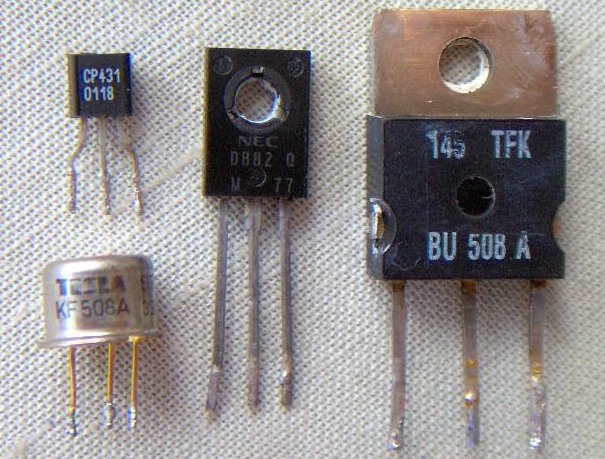 CP431
0118
NEC
D882 Q
M 77
145 TFK
BU 508 A
TESLA
KF506A